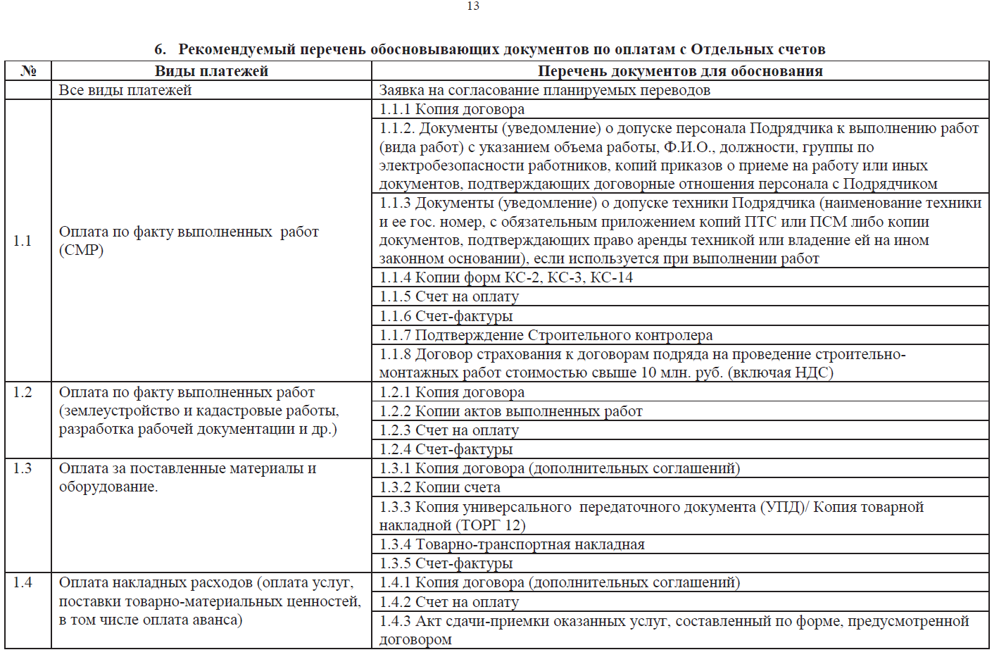 13
6. Рекомендуемый перечень обосновывающих документов по оплатам с Отдельных счетов
№ Виды платежей Перечень документов для обоснования
Все виды платежей Заявка на согласование планируемых переводов
1.1 Оплата по факту выполненных работ
(СМР)
1.1.1 Копия договора
1.1.2. Документы (уведомление) о допуске персонала Подрядчика к выполнению работ
(вида работ) с указанием объема работы, Ф.И.О., должности, группы по
электробезопасности работников, копий приказов о приеме на работу или иных
документов, подтверждающих договорные отношения персонала с Подрядчиком
1.1.3 Документы (уведомление) о допуске техники Подрядчика (наименование техники
и ее гос. номер, с обязательным приложением копий ПТС или ПСМ либо копии
документов, подтверждающих право аренды техникой или владение ей на ином
законном основании), если используется при выполнении работ
1.1.4 Копии форм КС-2, КС-3, КС-14
1.1.5 Счет на оплату
1.1.6 Счет-фактуры
1.1.7 Подтверждение Строительного контролера
1.1.8 Договор страхования к договорам подряда на проведение строительно-
монтажных работ стоимостью свыше 10 млн. руб. (включая НДС)
1.2 Оплата по факту выполненных работ
(землеустройство и кадастровые работы,
разработка рабочей документации и др.)
1.2.1 Копия договора
1.2.2 Копии актов выполненных работ
1.2.3 Счет на оплату
1.2.4 Счет-фактуры
1.3 Оплата за поставленные материалы и
оборудование.
1.3.1 Копия договора (дополнительных соглашений)
1.3.2 Копии счета
1.3.3 Копия универсального передаточного документа (УПД)/ Копия товарной
накладной (ТОРГ 12)
1.3.4 Товарно-транспортная накладная
1.3.5 Счет-фактуры
1.4 Оплата накладных расходов (оплата услуг,
поставки товарно-материальных ценностей,
в том числе оплата аванса)
1.4.1 Копия договора (дополнительных соглашений)
1.4.2 Счет на оплату
1.4.3 Акт сдачи-приемки оказанных услуг, составленный по форме, предусмотренной
договором